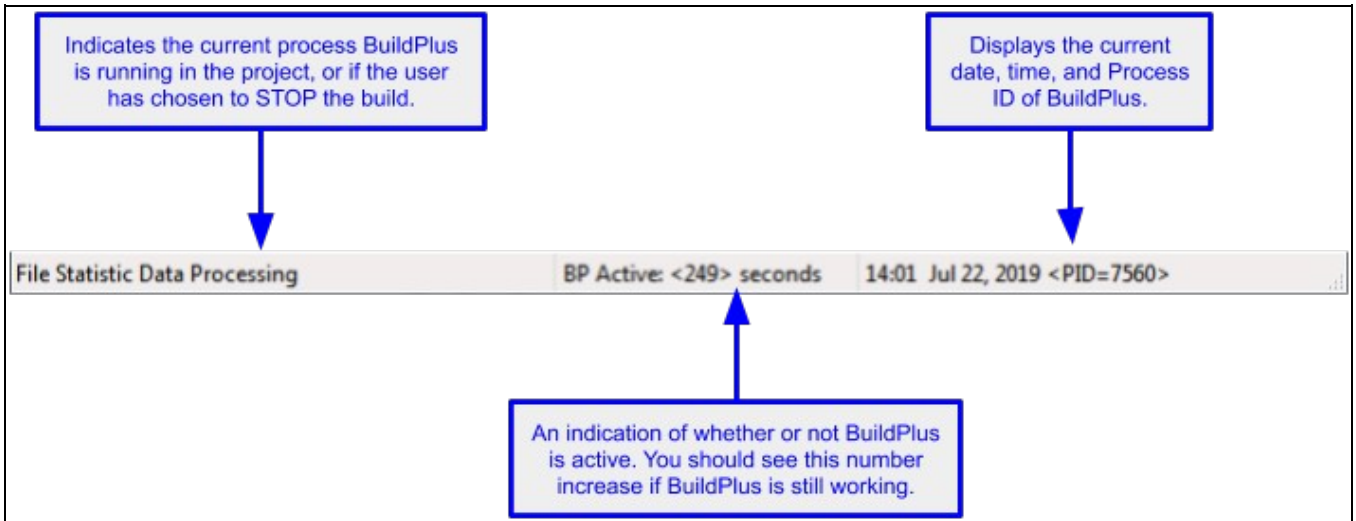 Indicates the current process BuildPlus
is running in the project, or if the user
has chosen to STOP the build.
Displays the current
date, time, and Process
ID of BuildPlus.
File Statistic Data Processing
BP Active: <249> seconds
14:01 Jul 22, 2019 <PID=7560>
An indication of whether or not BuildPlus
is active. You should see this number
increase if BuildPlus is still working.